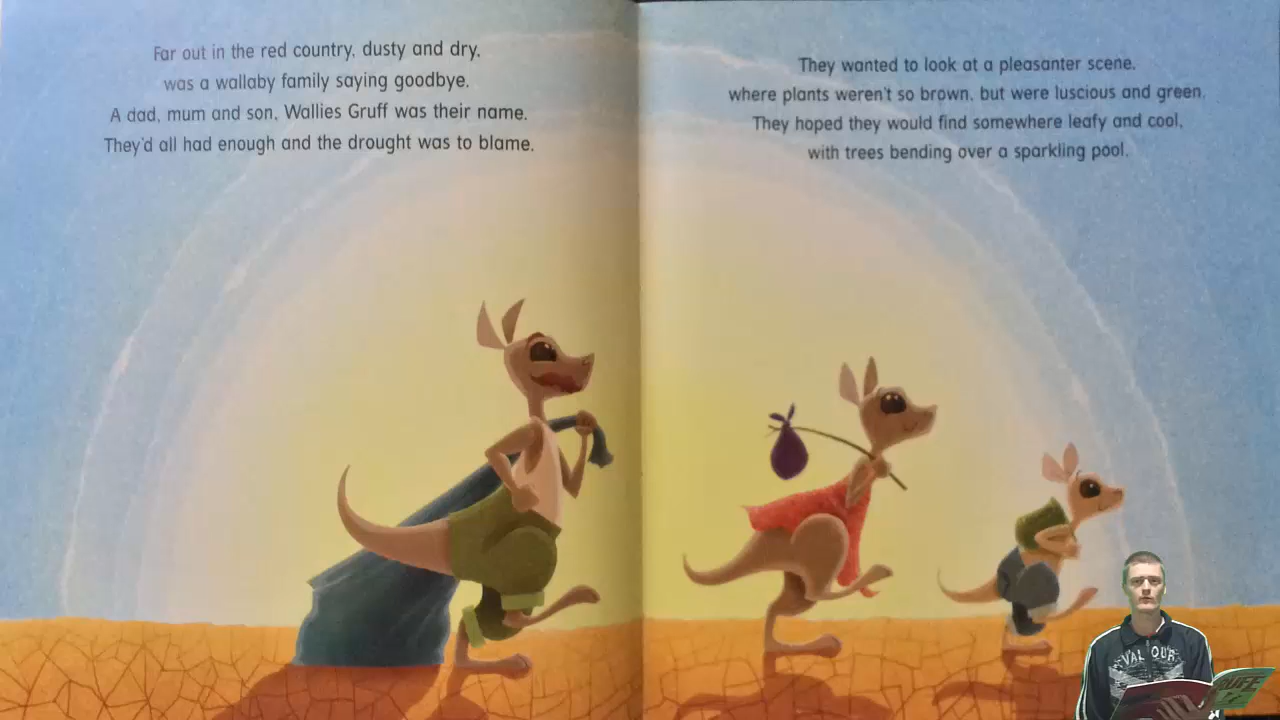 Far out in the red country, dusty and dry,
was a wallaby family saying goodbye.
A dad, mum and son, Wallies Gruff was their name.
They'd all had enough and the drought was to blame.
They wanted to look at a pleasanter scene,
where plants weren't so brown, but were luscious and green.
They hoped they would find somewhere leafy and cool,
with trees bending over a sparkling pool.